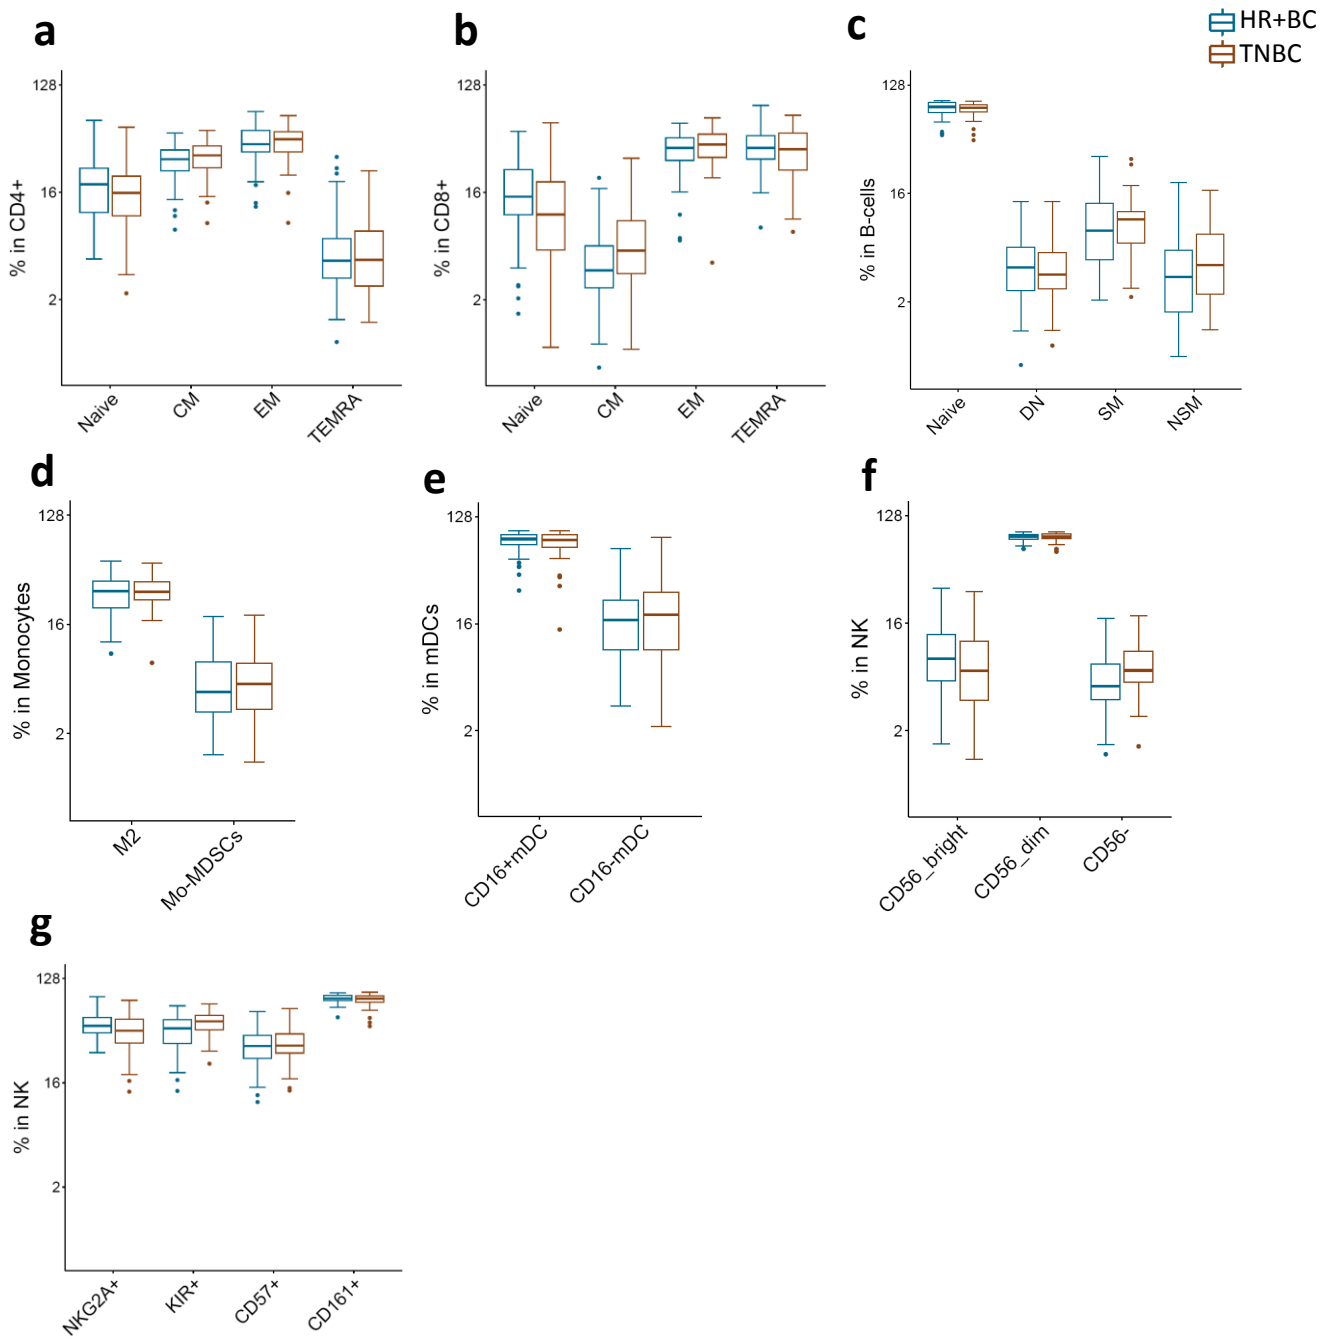 a
b
c
HR+BC
TNBC
128
16
2
% in CD4+
Naive
CM
EM
TEMRA
128
16
2
% in CD8+
Naive
CM
EM
TEMRA
128
16
2
% in B-cells
Naive
DN
SM
NSM
d
e
f
128
16
2
% in Monocytes
M2
Mo-MDSCs
128
16
2
% in mDCs
CD16+mDC
CD16-mDC
128
16
2
% in NK
CD56_bright
CD56_dim
CD56-
g
128
16
2
% in NK
NKG2A+
KIR+
CD57+
CD161+